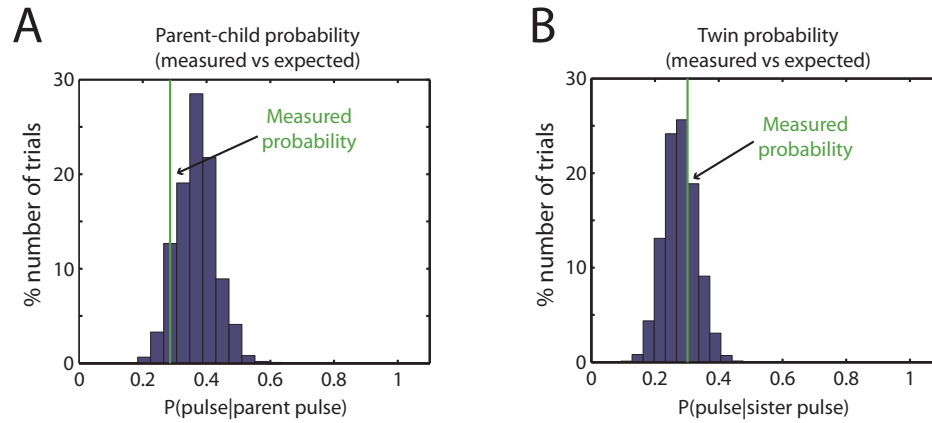 A
Parent-child probability
(measured vs expected)
30
20
10
0
% number of trials
Measured
probability
0 0.2 0.4 0.6 0.8 1
P(pulse|parent pulse)
B
Twin probability
(measured vs expected)
30
20
10
0
% number of trials
Measured
probability
0 0.2 0.4 0.6 0.8 1
P(pulse|sister pulse)